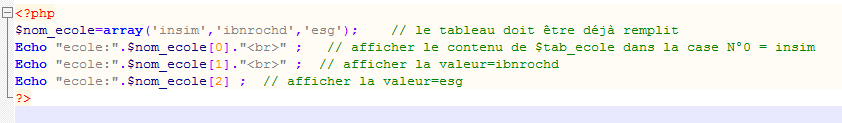 <?php
$nom_ecole=array('insim','ibnrochd','esg');    // le tableau doit être déjà remplit
Echo "ecole:".$nom_ecole[0]."<br>" ;   // afficher le contenu de $tab_ecole dans la case N°0 = insim
Echo "ecole:".$nom_ecole[1]."<br>" ;  // afficher la valeur=ibnrochd
Echo "ecole:".$nom_ecole[2] ;  // afficher la valeur=esg
?>